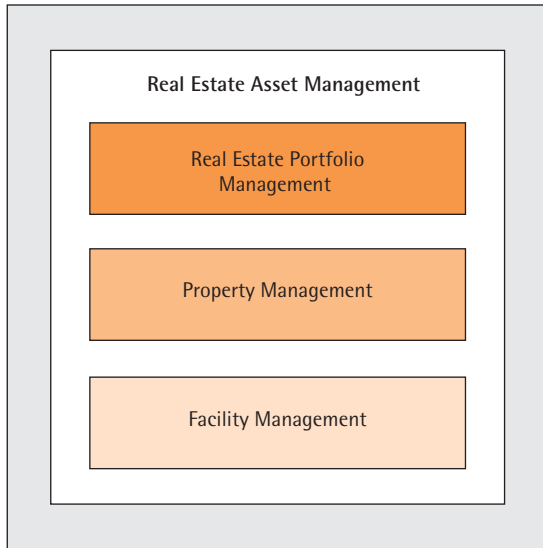 Real Estate Asset Management
Real Estate Portfolio
Management
Property Management
Facility Management